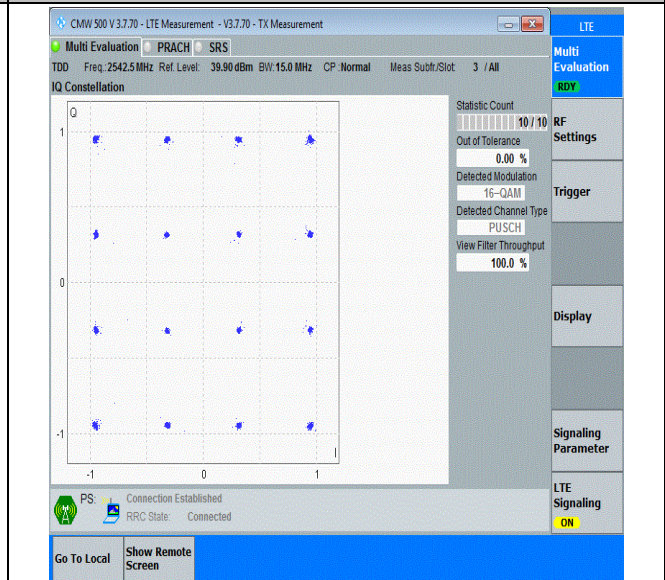 CMW 500 V 3.7.70 - LTE Measurement - V3.7.70 - TX Measurement
LTE
Multi Evaluation PRACH SRS
Multi
Evaluation
RDY
TDD Freq.:2542.5 MHz Ref. Level: 39.90 dBm BW:15.0 MHz CP :Normal Meas Subfr./Slot: 3 / All
IQ Constellation
Q
1
0
-1
-1 0 1
I
Statistic Count
10 / 10
Out of Tolerance
0.00 %
Detected Modulation
16-QAM
Detected Channel Type
PUSCH
View Filter Throughput
100.0 %
RF
Settings
Trigger
Display
Signaling
Parameter
LTE
Signaling
ON
PS: Connection Established
RRC State: Connected
Go To Local
Show Remote
Screen